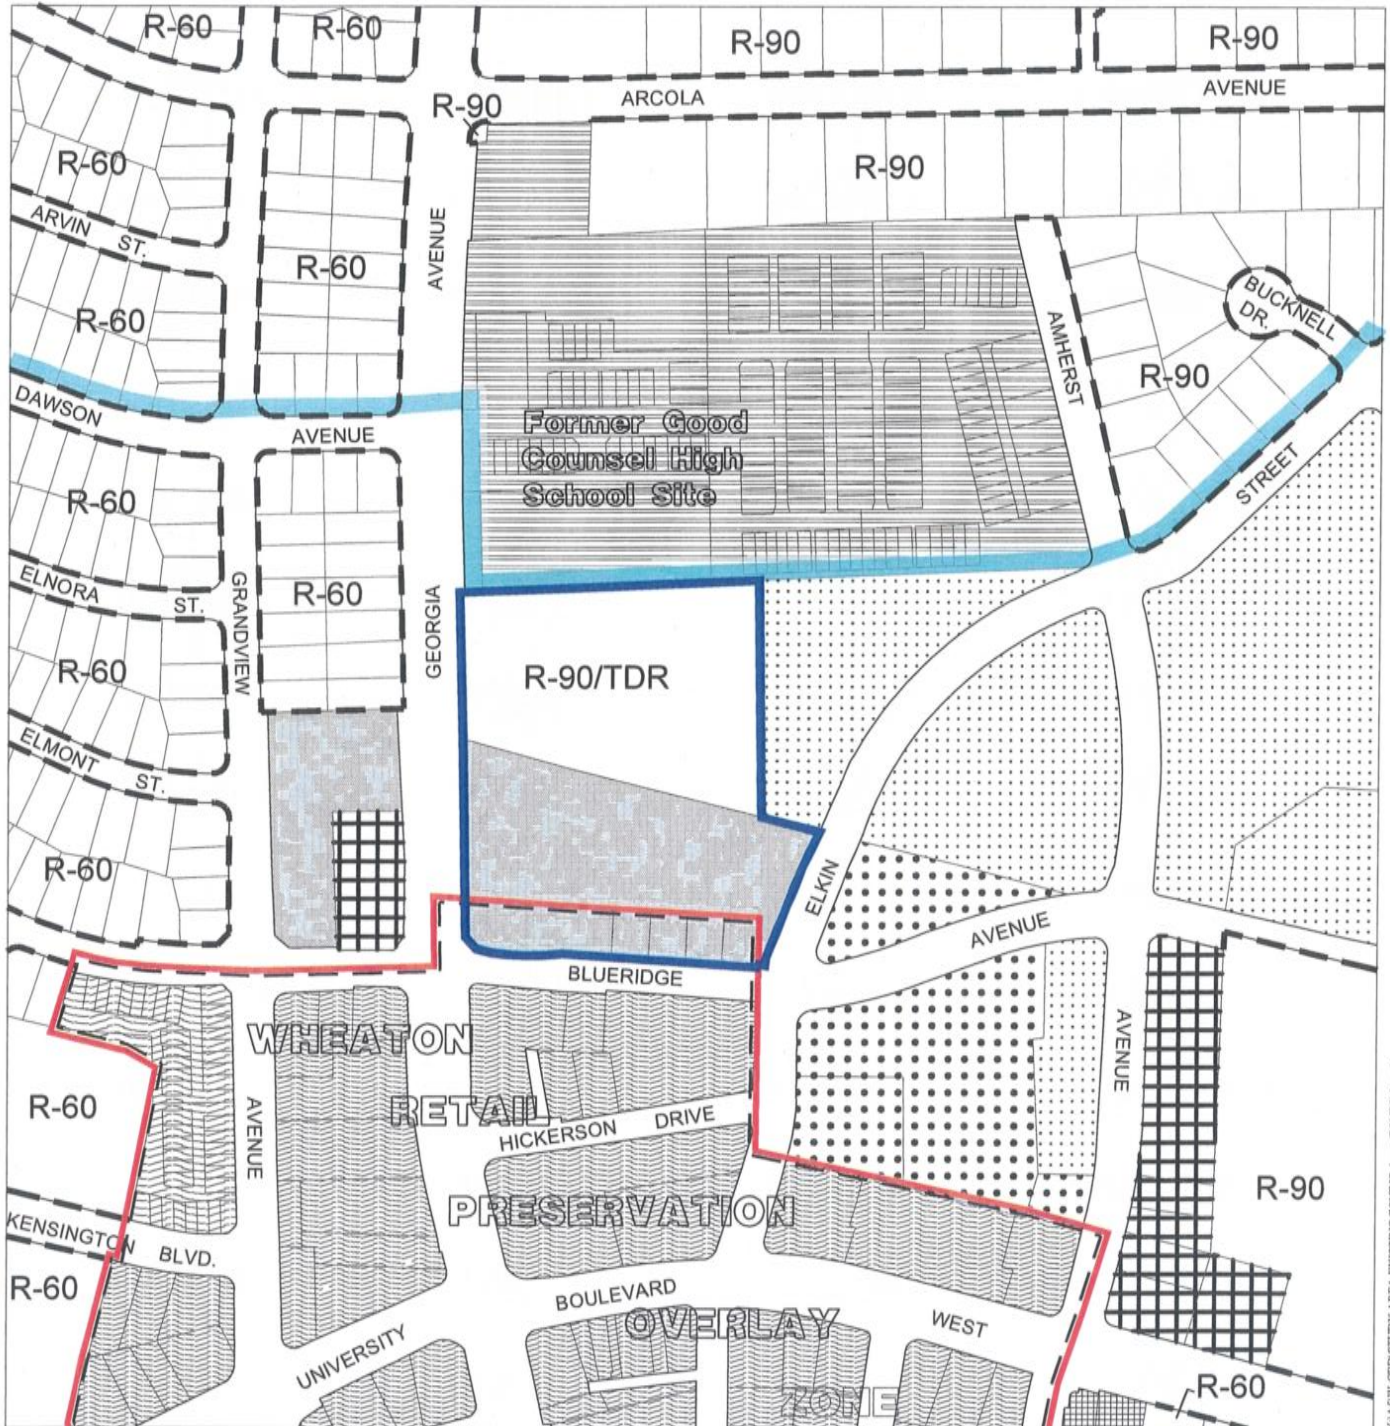 R-60
R-60
R-90
R-90
ARCOLA
AVENUE
R-90
R-60
R-90
ARVIN
ST.
AVENUE
R-60
BUCKNELL
DR.
R-60
AMHERST
R-90
DAWSON
AVENUE
Former Good
Counsel High
School Site
STREET
R-60
ELNORA
ST.
GRANDVIEW
R-60
GEORGIA
R-90/TDR
R-60
ELMONT
ST.
R-60
ELKIN
AVENUE
BLUERIDGE
WHEATON
AVENUE
R-60
AVENUE
RETAIL
HICKERSON DRIVE
R-90
PRESERVATION
KENSINGTON BLVD.
R-60
BOULEVARD
OVERLAY
WEST
UNIVERSITY
ZONE
R-60